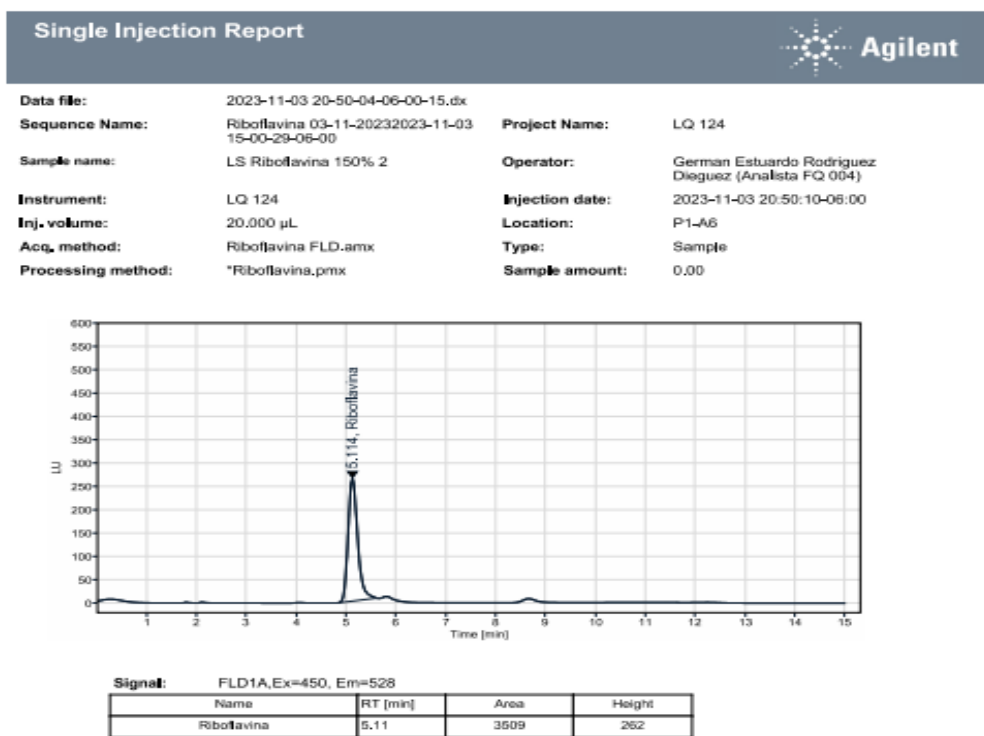 Single Injection Report
Agilent
Data file: 2023-11-03 20-50-04-06-00-15.dx
Sequence Name: Riboflavina 03-11-20232023-11-03 15-00-29-06-00 Project Name: LQ 124
Sample name: LS Riboflavina 150% 2 Operator: German Estuardo Rodriguez Dieguez (Analista FQ 004)
Instrument: LQ 124 Injection date: 2023-11-03 20:50:10-06:00
Inj. volume: 20.000 µL Location: P1-A6
Acq. method: Riboflavina FLD.amx Type: Sample
Processing method: *Riboflavina.pmx Sample amount: 0.00
600
550
500
450
400
350
300
250
200
150
100
50
0
LU
5.114, Riboflavina
1 2 3 4 5 6 7 8 9 10 11 12 13 14 15
Time [min]
Signal: FLD1A,Ex=450, Em=528
Name RT [min] Area Height
Riboflavina 5.11 3509 262